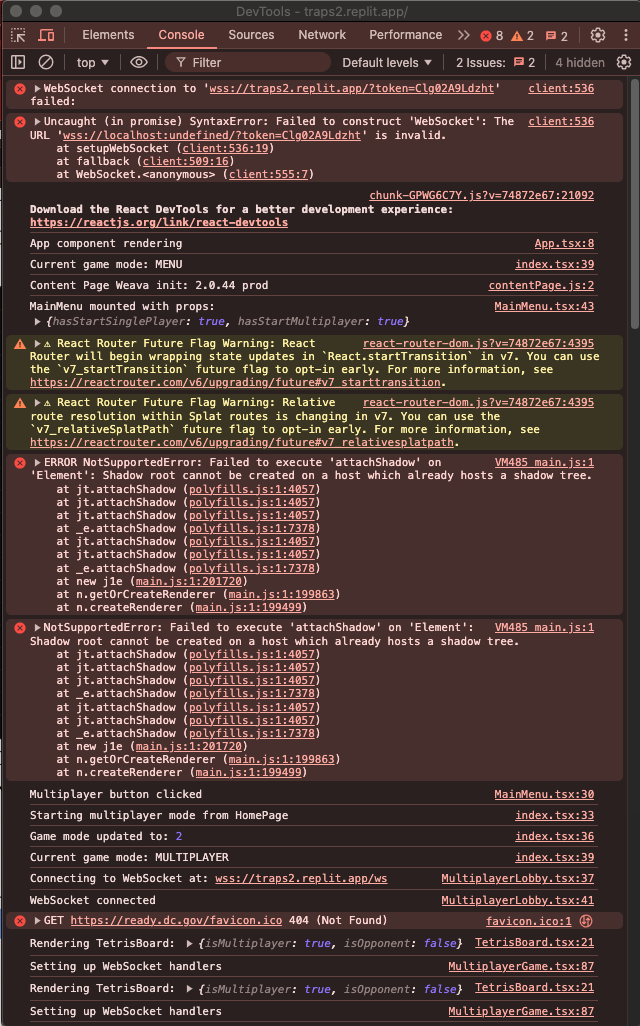 DevTools - traps2.replit.app/
Elements Console Sources Network Performance 8 2 2
top Filter Default levels 2 Issues: 2 4 hidden
WebSocket connection to 'wss://traps2.replit.app/?token=Clg02A9Ldzht' client:536
failed:
Uncaught (in promise) SyntaxError: Failed to construct 'WebSocket': The client:536
URL 'wss://localhost:undefined/?token=Clg02A9Ldzht' is invalid.
at setupWebSocket (client:536:19)
at fallback (client:509:16)
at WebSocket.<anonymous> (client:555:7)
chunk-GPWG6C7Y.js?v=74872e67:21092
Download the React DevTools for a better development experience:
https://reactjs.org/link/react-devtools
App component rendering App.tsx:8
Current game mode: MENU index.tsx:39
Content Page Weava init: 2.0.44 prod contentPage.js:2
MainMenu mounted with props: MainMenu.tsx:43
{hasStartSinglePlayer: true, hasStartMultiplayer: true}
⚠ React Router Future Flag Warning: React react-router-dom.js?v=74872e67:4395
Router will begin wrapping state updates in `React.startTransition` in v7. You can use
the `v7_startTransition` future flag to opt-in early. For more information, see
https://reactrouter.com/v6/upgrading/future#v7_starttransition.
⚠ React Router Future Flag Warning: Relative react-router-dom.js?v=74872e67:4395
route resolution within Splat routes is changing in v7. You can use the
`v7_relativeSplatPath` future flag to opt-in early. For more information, see
https://reactrouter.com/v6/upgrading/future#v7_relativesplatpath.
ERROR NotSupportedError: Failed to execute 'attachShadow' on VM485 main.js:1
'Element': Shadow root cannot be created on a host which already hosts a shadow tree.
at jt.attachShadow (polyfills.js:1:4057)
at jt.attachShadow (polyfills.js:1:4057)
at jt.attachShadow (polyfills.js:1:4057)
at _e.attachShadow (polyfills.js:1:7378)
at jt.attachShadow (polyfills.js:1:4057)
at jt.attachShadow (polyfills.js:1:4057)
at _e.attachShadow (polyfills.js:1:7378)
at new j1e (main.js:1:201720)
at n.getOrCreateRenderer (main.js:1:199863)
at n.createRenderer (main.js:1:199499)
NotSupportedError: Failed to execute 'attachShadow' on 'Element': VM485 main.js:1
Shadow root cannot be created on a host which already hosts a shadow tree.
at jt.attachShadow (polyfills.js:1:4057)
at jt.attachShadow (polyfills.js:1:4057)
at jt.attachShadow (polyfills.js:1:4057)
at _e.attachShadow (polyfills.js:1:7378)
at jt.attachShadow (polyfills.js:1:4057)
at jt.attachShadow (polyfills.js:1:4057)
at _e.attachShadow (polyfills.js:1:7378)
at new j1e (main.js:1:201720)
at n.getOrCreateRenderer (main.js:1:199863)
at n.createRenderer (main.js:1:199499)
Multiplayer button clicked MainMenu.tsx:30
Starting multiplayer mode from HomePage index.tsx:33
Game mode updated to: 2 index.tsx:36
Current game mode: MULTIPLAYER index.tsx:39
Connecting to WebSocket at: wss://traps2.replit.app/ws MultiplayerLobby.tsx:37
WebSocket connected MultiplayerLobby.tsx:41
GET https://ready.dc.gov/favicon.ico 404 (Not Found) favicon.ico:1
Rendering TetrisBoard: {isMultiplayer: true, isOpponent: false} TetrisBoard.tsx:21
Setting up WebSocket handlers MultiplayerGame.tsx:87
Rendering TetrisBoard: {isMultiplayer: true, isOpponent: false} TetrisBoard.tsx:21
Setting up WebSocket handlers MultiplayerGame.tsx:87